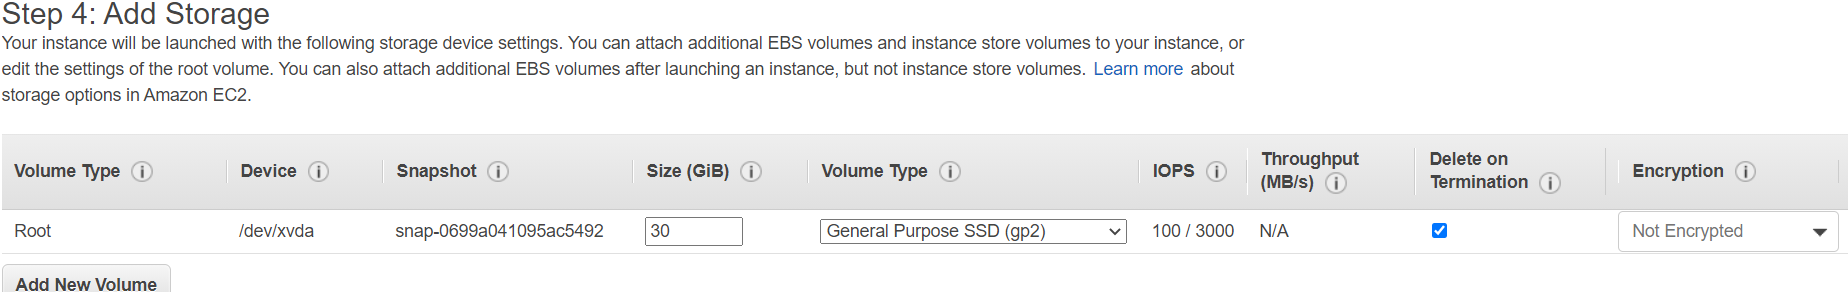 Step 4: Add Storage
Your instance will be launched with the following storage device settings. You can attach additional EBS volumes and instance store volumes to your instance, or
edit the settings of the root volume. You can also attach additional EBS volumes after launching an instance, but not instance store volumes. Learn more about
storage options in Amazon EC2.
Volume Type Device Snapshot Size (GiB) Volume Type IOPS Throughput (MB/s) Delete on Termination Encryption
Root /dev/xvda snap-0699a041095ac5492 30 General Purpose SSD (gp2) 100 / 3000 N/A Not Encrypted
Add New Volume